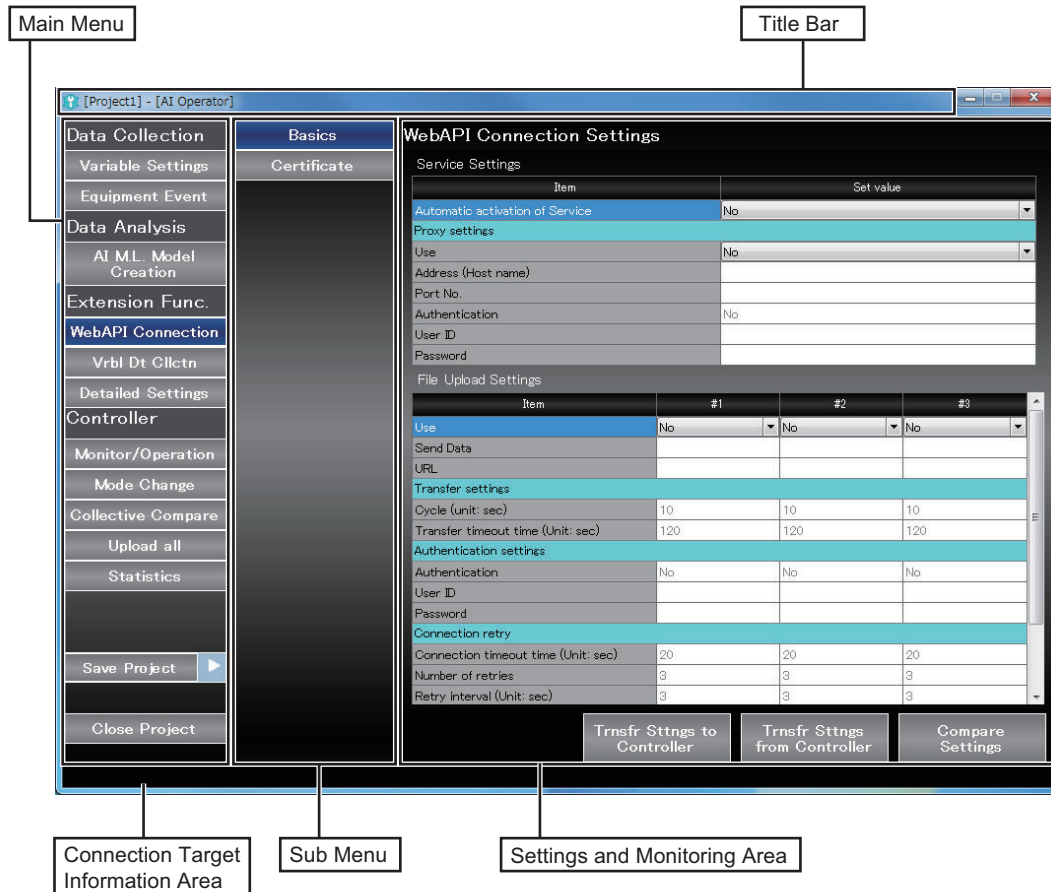 Main Menu
Title Bar
[Project1] - [AI Operator]
Data Collection
Variable Settings
Equipment Event
Data Analysis
AI M.L. Model
Creation
Extension Func.
WebAPI Connection
Vrbl Dt Cllctn
Detailed Settings
Controller
Monitor/Operation
Mode Change
Collective Compare
Upload all
Statistics
Save Project
Close Project
Basics
Certificate
WebAPI Connection Settings
Service Settings
Item Set value
Automatic activation of Service No
Proxy settings
Use No
Address (Host name)
Port No.
Authentication No
User ID
Password
File Upload Settings
Item #1 #2 #3
Use No No No
Send Data
URL
Transfer settings
Cycle (unit: sec) 10 10 10
Transfer timeout time (Unit: sec) 120 120 120
Authentication settings
Authentication No No No
User ID
Password
Connection retry
Connection timeout time (Unit: sec) 20 20 20
Number of retries 3 3 3
Retry interval (Unit: sec) 3 3 3
Trnsfr Sttngs to
Controller
Trnsfr Sttngs
from Controller
Compare
Settings
Connection Target
Information Area
Sub Menu
Settings and Monitoring Area